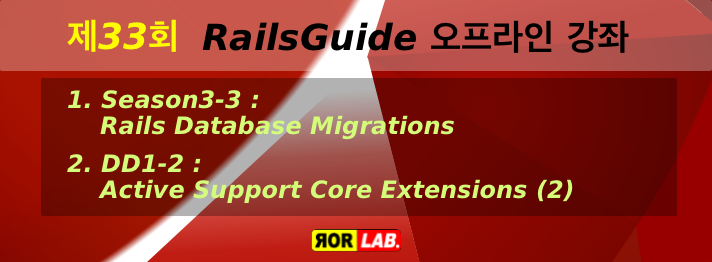 제33회 RailsGuide 오프라인 강좌
1. Season3-3 :
Rails Database Migrations
2. DD1-2 :
Active Support Core Extensions (2)
ЯOR LAB.